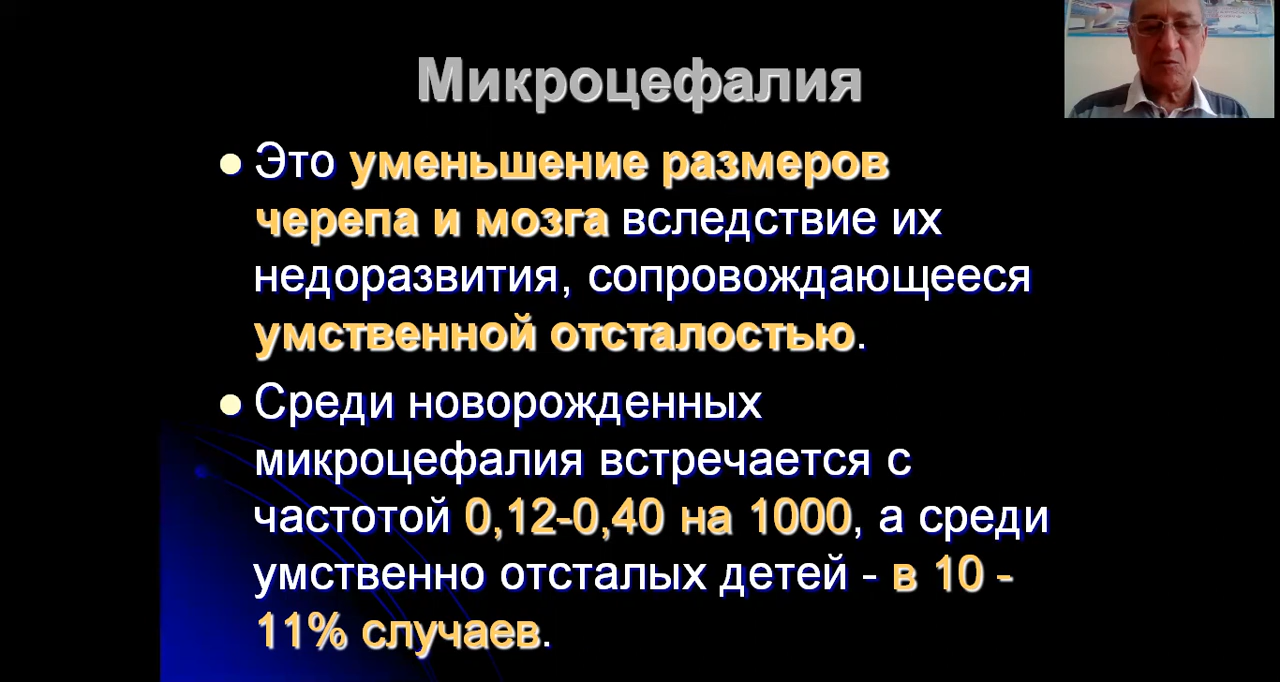 Микроцефалия
Это уменьшение размеров
черепа и мозга вследствие их
недоразвития, сопровождающееся
умственной отсталостью.
Среди новорожденных
микроцефалия встречается с
частотой 0,12-0,40 на 1000, а среди
умственно отсталых детей - в 10 -
11% случаев.